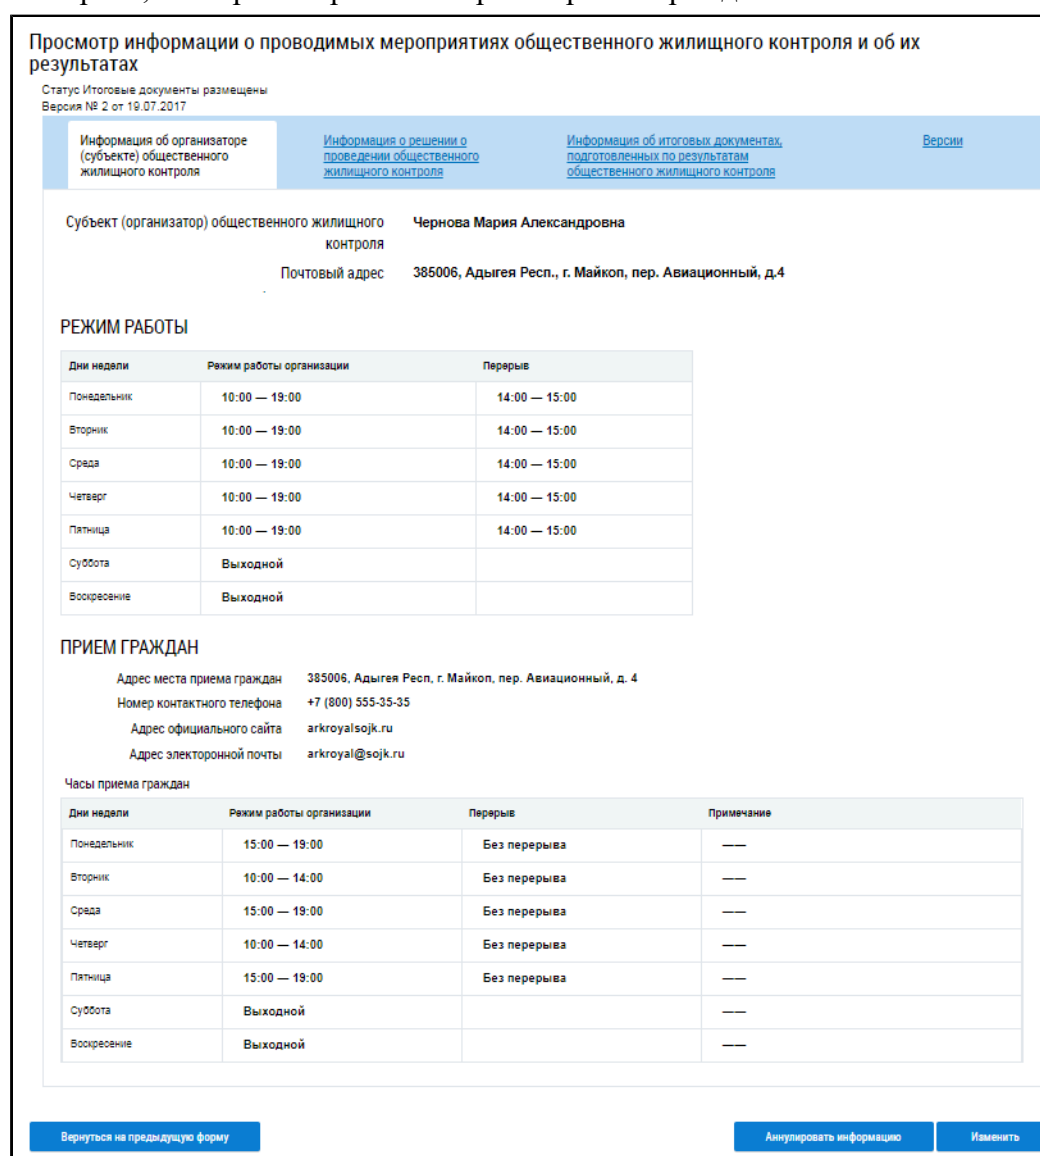 Просмотр информации о проводимых мероприятиях общественного жилищного контроля и об их
результатах
Статус Итоговые документы размещены
Версия № 2 от 19.07.2017
Информация об организаторе
(субъекте) общественного
жилищного контроля
Информация о решении о
проведении общественного
жилищного контроля
Информация об итоговых документах,
подготовленных по результатам
общественного жилищного контроля
Версии
Субъект (организатор) общественного жилищного
контроля
Чернова Мария Александровна
Почтовый адрес 385006, Адыгея Респ., г. Майкоп, пер. Авиационный, д.4
РЕЖИМ РАБОТЫ
Дни недели Режим работы организации Перерыв
Понедельник 10:00 — 19:00 14:00 — 15:00
Вторник 10:00 — 19:00 14:00 — 15:00
Среда 10:00 — 19:00 14:00 — 15:00
Четверг 10:00 — 19:00 14:00 — 15:00
Пятница 10:00 — 19:00 14:00 — 15:00
Суббота Выходной
Воскресение Выходной
ПРИЕМ ГРАЖДАН
Адрес места приема граждан 385006, Адыгея Респ, г. Майкоп, пер. Авиационный, д. 4
Номер контактного телефона +7 (800) 555-35-35
Адрес официального сайта arkroyalsojk.ru
Адрес электоронной почты arkroyal@sojk.ru
Часы приема граждан
Дни недели Режим работы организации Перерыв Примечание
Понедельник 15:00 — 19:00 Без перерыва ——
Вторник 10:00 — 14:00 Без перерыва ——
Среда 15:00 — 19:00 Без перерыва ——
Четверг 10:00 — 14:00 Без перерыва ——
Пятница 15:00 — 19:00 Без перерыва ——
Суббота Выходной ——
Воскресение Выходной ——
Вернуться на предыдущую форму Аннулировать информацию Изменить